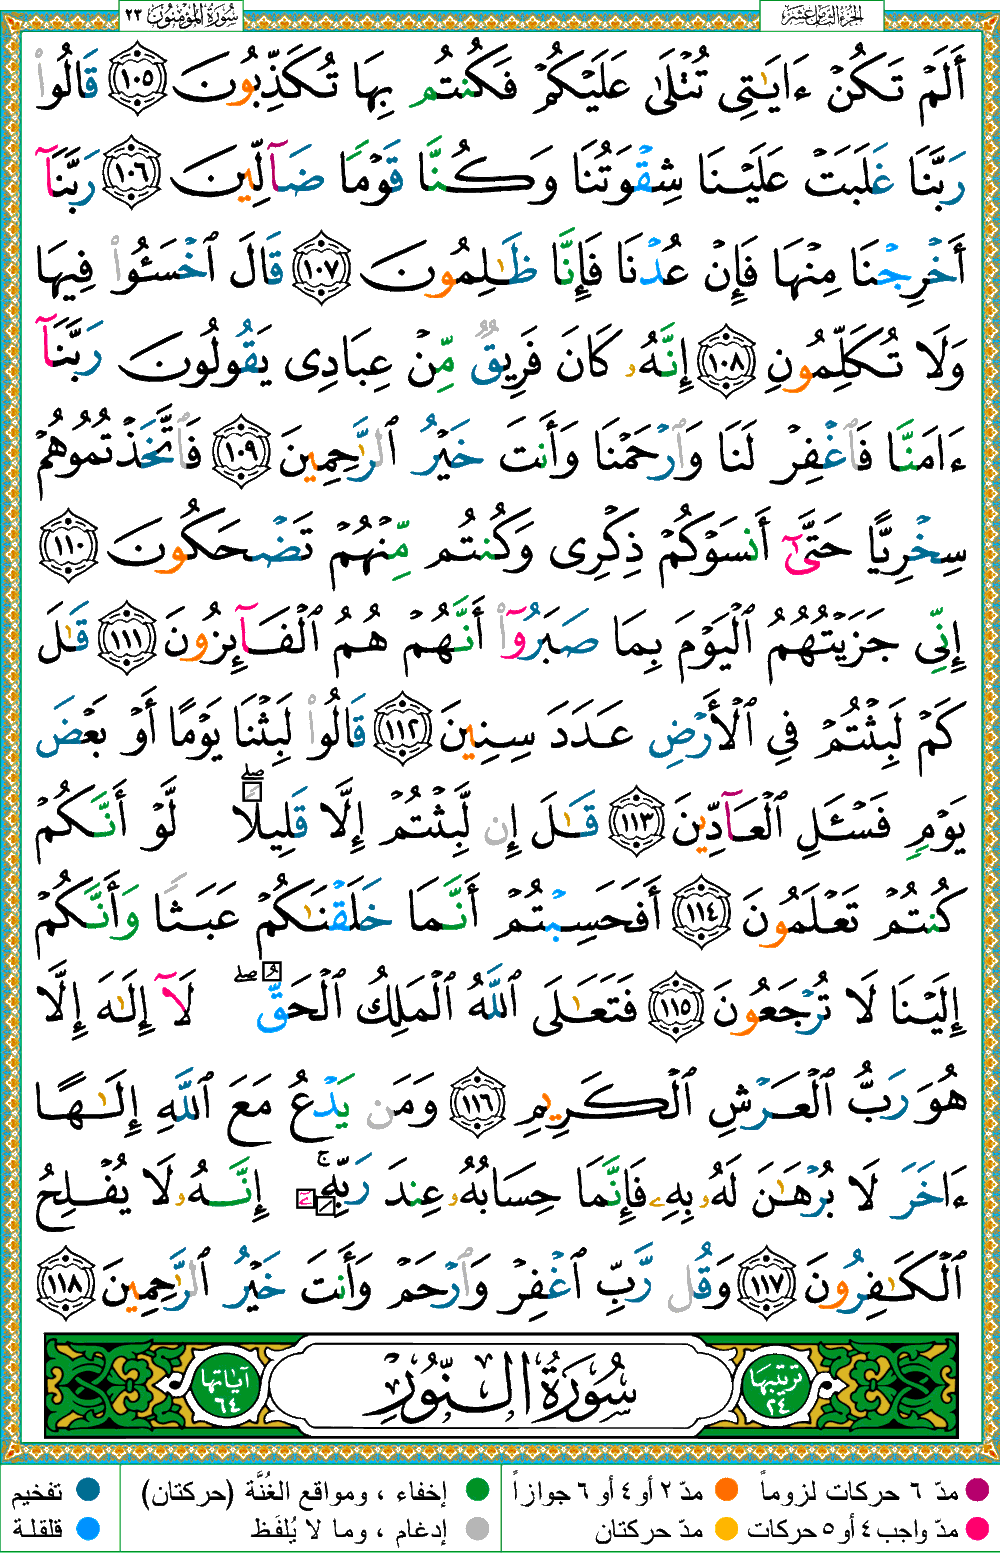 سُورَةُ المُؤْمِنُونَ ٢٣
الجزء الثامن عشر
أَلَمْ تَكُنْ ءَايَـٰتِى تُتْلَىٰ عَلَيْكُمْ فَكُنتُم بِهَا تُكَذِّبُونَ ١٠٥ قَالُوا۟
رَبَّنَا غَلَبَتْ عَلَيْنَا شِقْوَتُنَا وَكُنَّا قَوْمًا ضَآلِّينَ ١٠٦ رَبَّنَآ
أَخْرِجْنَا مِنْهَا فَإِنْ عُدْنَا فَإِنَّا ظَـٰلِمُونَ ١٠٧ قَالَ ٱخْسَـُٔوا۟ فِيهَا
وَلَا تُكَلِّمُونِ ١٠٨ إِنَّهُۥ كَانَ فَرِيقٌ مِّنْ عِبَادِى يَقُولُونَ رَبَّنَآ
ءَامَنَّا فَٱغْفِرْ لَنَا وَٱرْحَمْنَا وَأَنتَ خَيْرُ ٱلرَّٰحِمِينَ ١٠٩ فَٱتَّخَذْتُمُوهُمْ
سِخْرِيًّا حَتَّىٰٓ أَنسَوْكُمْ ذِكْرِى وَكُنتُم مِّنْهُمْ تَضْحَكُونَ ١١٠
إِنِّى جَزَيْتُهُمُ ٱلْيَوْمَ بِمَا صَبَرُوٓا۟ أَنَّهُمْ هُمُ ٱلْفَآئِزُونَ ١١١ قَـٰلَ
كَمْ لَبِثْتُمْ فِى ٱلْأَرْضِ عَدَدَ سِنِينَ ١١٢ قَالُوا۟ لَبِثْنَا يَوْمًا أَوْ بَعْضَ
يَوْمٍ فَسْـَٔلِ ٱلْعَآدِّينَ ١١٣ قَـٰلَ إِن لَّبِثْتُمْ إِلَّا قَلِيلًا ۖ لَّوْ أَنَّكُمْ
كُنتُمْ تَعْلَمُونَ ١١٤ أَفَحَسِبْتُمْ أَنَّمَا خَلَقْنَـٰكُمْ عَبَثًا وَأَنَّكُمْ
إِلَيْنَا لَا تُرْجَعُونَ ١١٥ فَتَعَـٰلَى ٱللَّهُ ٱلْمَلِكُ ٱلْحَقُّ ۖ لَآ إِلَـٰهَ إِلَّا
هُوَ رَبُّ ٱلْعَرْشِ ٱلْكَرِيمِ ١١٦ وَمَن يَدْعُ مَعَ ٱللَّهِ إِلَـٰهًا
ءَاخَرَ لَا بُرْهَـٰنَ لَهُۥ بِهِۦ فَإِنَّمَا حِسَابُهُۥ عِندَ رَبِّهِۦٓ ۚ إِنَّهُۥ لَا يُفْلِحُ
ٱلْكَـٰفِرُونَ ١١٧ وَقُل رَّبِّ ٱغْفِرْ وَٱرْحَمْ وَأَنتَ خَيْرُ ٱلرَّٰحِمِينَ ١١٨
ترتيبها ٢٤ سُورَةُ النُّورِ آياتها ٦٤
مدّ ٦ حركات لزوماً مدّ ٢ أو ٤ أو ٦ جوازاً إخفاء ، ومواقع الغُنَّة (حركتان) تفخيم
مدّ واجب ٤ أو ٥ حركات مدّ حركتان إدغام ، وما لا يُلفَظ قلقلة